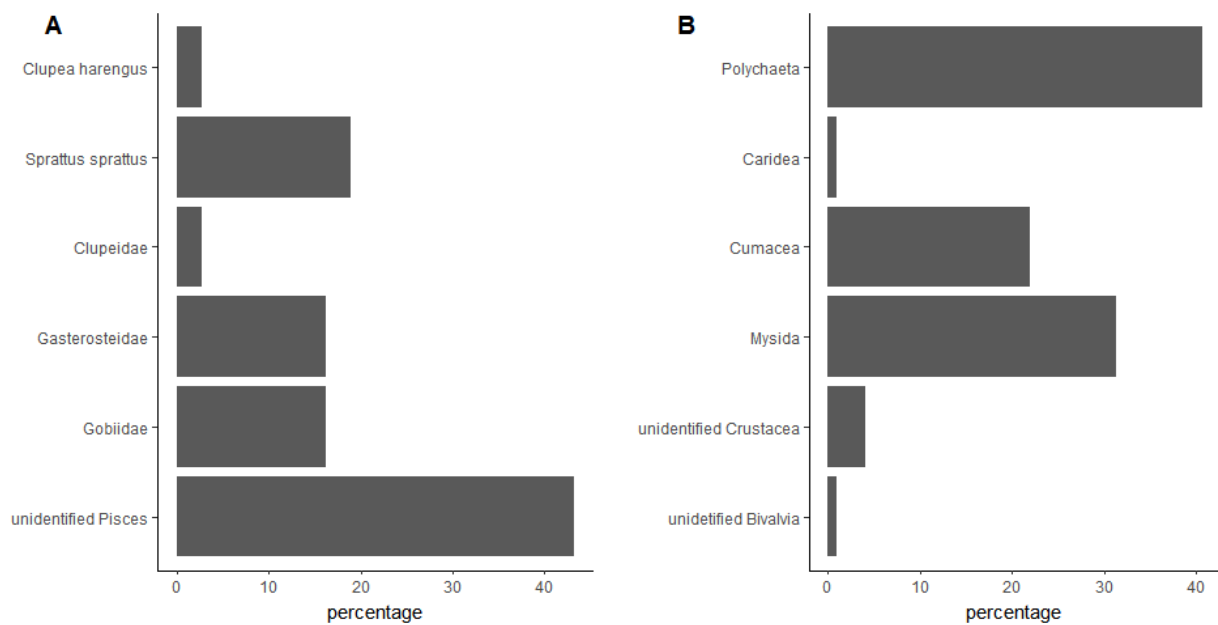 A
Clupea harengus
Sprattus sprattus
Clupeidae
Gasterosteidae
Gobiidae
unidentified Pisces
0 10 20 30 40
percentage
B
Polychaeta
Caridea
Cumacea
Mysida
unidentified Crustacea
unidetified Bivalvia
0 10 20 30 40
percentage